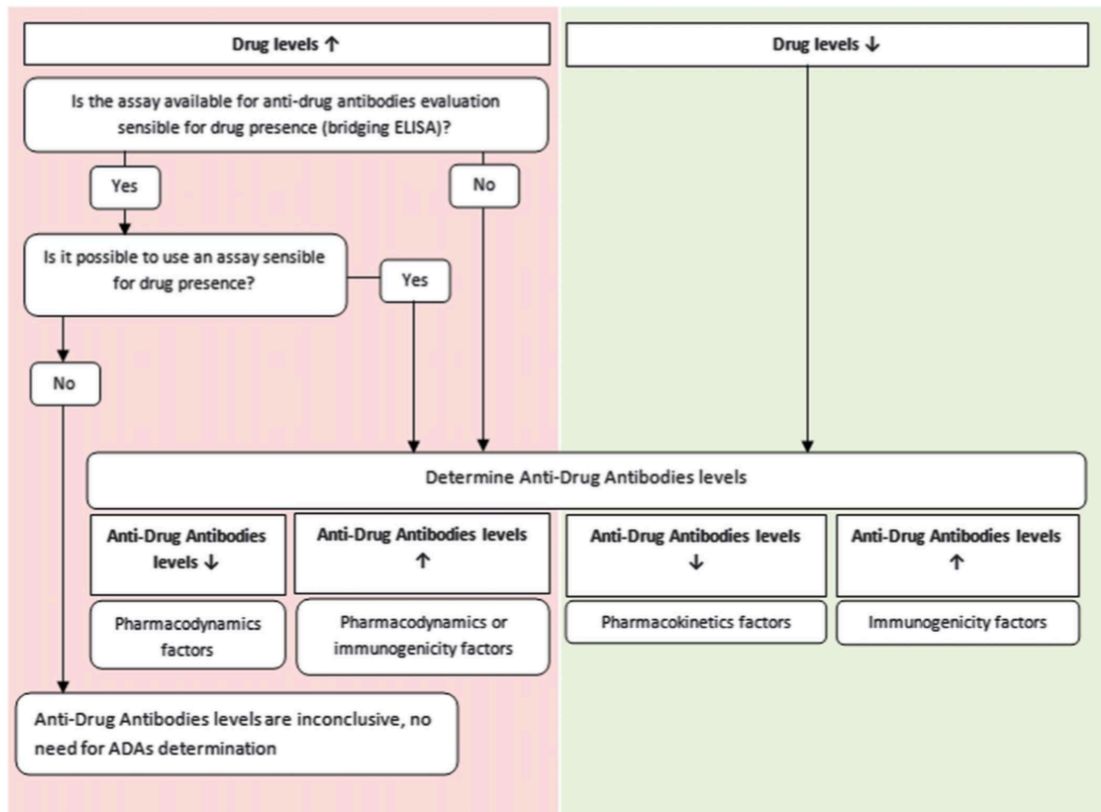 Drug levels ↑
Drug levels ↓
Is the assay available for anti-drug antibodies evaluation
sensible for drug presence (bridging ELISA)?
Yes
No
Is it possible to use an assay sensible
for drug presence?
Yes
No
Determine Anti-Drug Antibodies levels
Anti-Drug Antibodies
levels ↓
Anti-Drug Antibodies levels
↑
Anti-Drug Antibodies levels
↓
Anti-Drug Antibodies levels
↑
Pharmacodynamics
factors
Pharmacodynamics or
immunogenicity factors
Pharmacokinetics factors
Immunogenicity factors
Anti-Drug Antibodies levels are inconclusive, no
need for ADAs determination